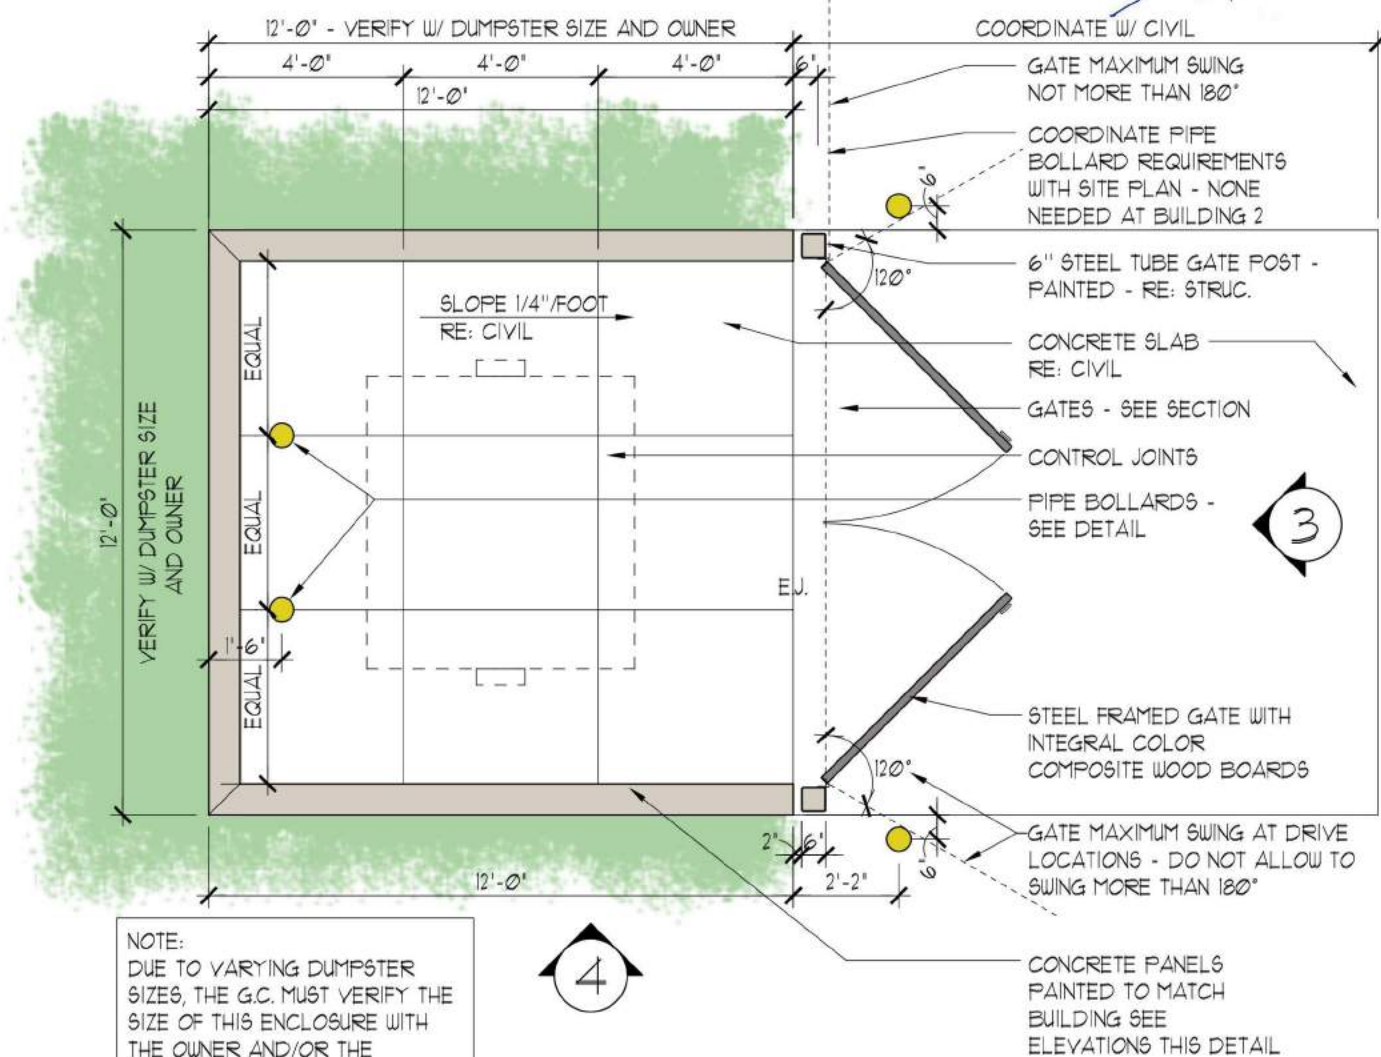 12'-0" - VERIFY W/ DUMPSTER SIZE AND OWNER
COORDINATE W/ CIVIL
4'-0"
4'-0"
4'-0"
6"
12'-0"
GATE MAXIMUM SWING
NOT MORE THAN 180°
COORDINATE PIPE
BOLLARD REQUIREMENTS
WITH SITE PLAN - NONE
NEEDED AT BUILDING 2
6"
120°
6" STEEL TUBE GATE POST -
PAINTED - RE: STRUC.
SLOPE 1/4"/FOOT
RE: CIVIL
CONCRETE SLAB
RE: CIVIL
EQUAL
GATES - SEE SECTION
CONTROL JOINTS
VERIFY W/ DUMPSTER SIZE
AND OWNER
12'-0"
EQUAL
PIPE BOLLARDS -
SEE DETAIL
3
E.J.
1'-6"
EQUAL
STEEL FRAMED GATE WITH
INTEGRAL COLOR
COMPOSITE WOOD BOARDS
120°
2"
6"
6"
GATE MAXIMUM SWING AT DRIVE
LOCATIONS - DO NOT ALLOW TO
SWING MORE THAN 180°
12'-0"
2'-2"
NOTE:
DUE TO VARYING DUMPSTER
SIZES, THE G.C. MUST VERIFY THE
SIZE OF THIS ENCLOSURE WITH
THE OWNER AND/OR THE
4
CONCRETE PANELS
PAINTED TO MATCH
BUILDING SEE
ELEVATIONS THIS DETAIL